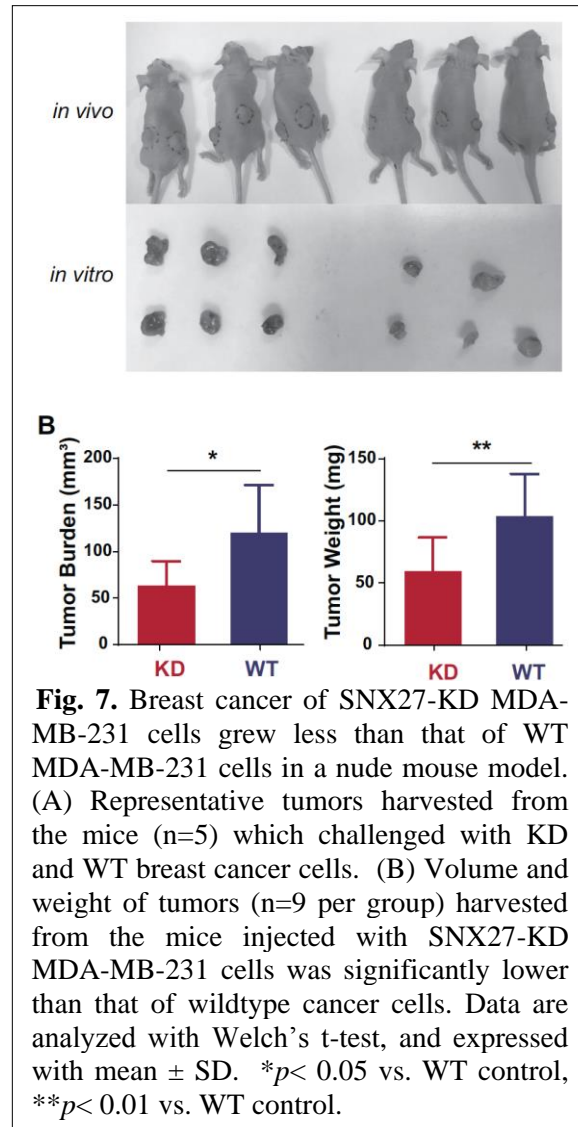 in vivo
in vitro
B
Tumor Burden (mm³)
200
150
100
50
0
*
KD
WT
Tumor Weight (mg)
150
100
50
0
**
KD
WT
Fig. 7. Breast cancer of SNX27-KD MDA-
MB-231 cells grew less than that of WT
MDA-MB-231 cells in a nude mouse model.
(A) Representative tumors harvested from
the mice (n=5) which challenged with KD
and WT breast cancer cells. (B) Volume and
weight of tumors (n=9 per group) harvested
from the mice injected with SNX27-KD
MDA-MB-231 cells was significantly lower
than that of wildtype cancer cells. Data are
analyzed with Welch's t-test, and expressed
with mean ± SD. *p< 0.05 vs. WT control,
**p< 0.01 vs. WT control.